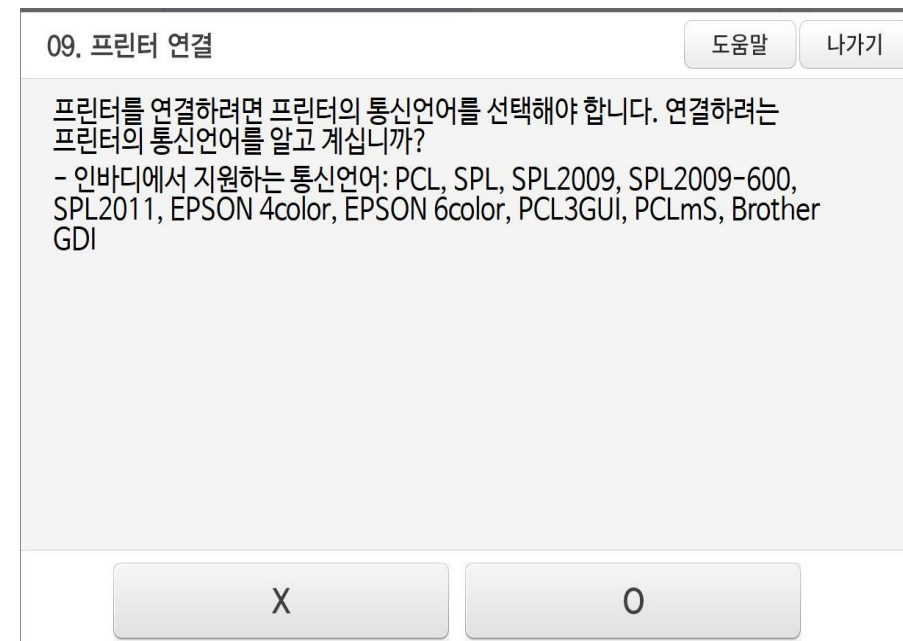 09. 프린터 연결
도움말
나가기
프린터를 연결하려면 프린터의 통신언어를 선택해야 합니다. 연결하려는
프린터의 통신언어를 알고 계십니까?
- 인바디에서 지원하는 통신언어: PCL, SPL, SPL2009, SPL2009-600,
SPL2011, EPSON 4color, EPSON 6color, PCL3GUI, PCLmS, Brother
GDI
X
O